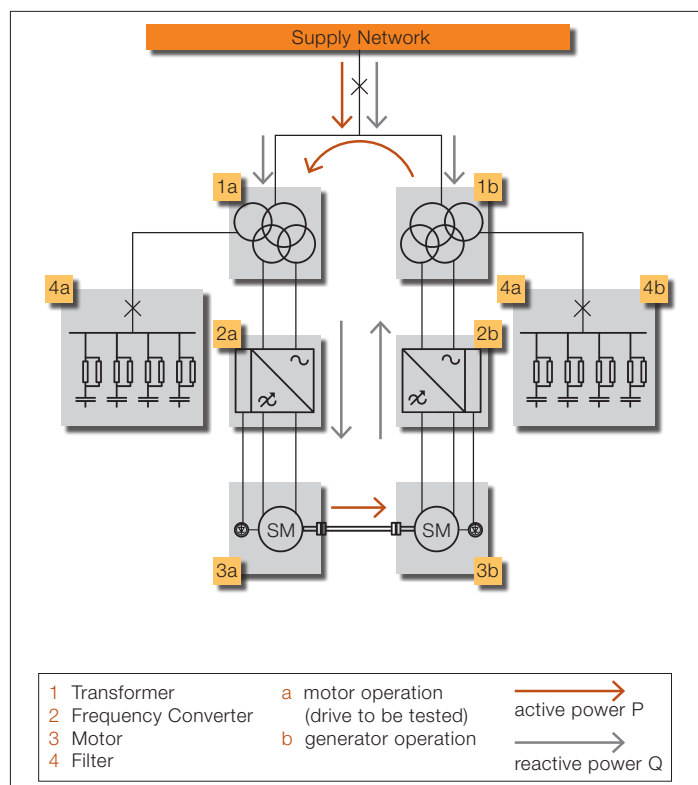 Supply Network
1a
1b
4a
4b
2a
2b
SM
SM
3a
3b
1 Transformer
2 Frequency Converter
3 Motor
4 Filter
a motor operation
(drive to be tested)
b generator operation
active power P
reactive power Q